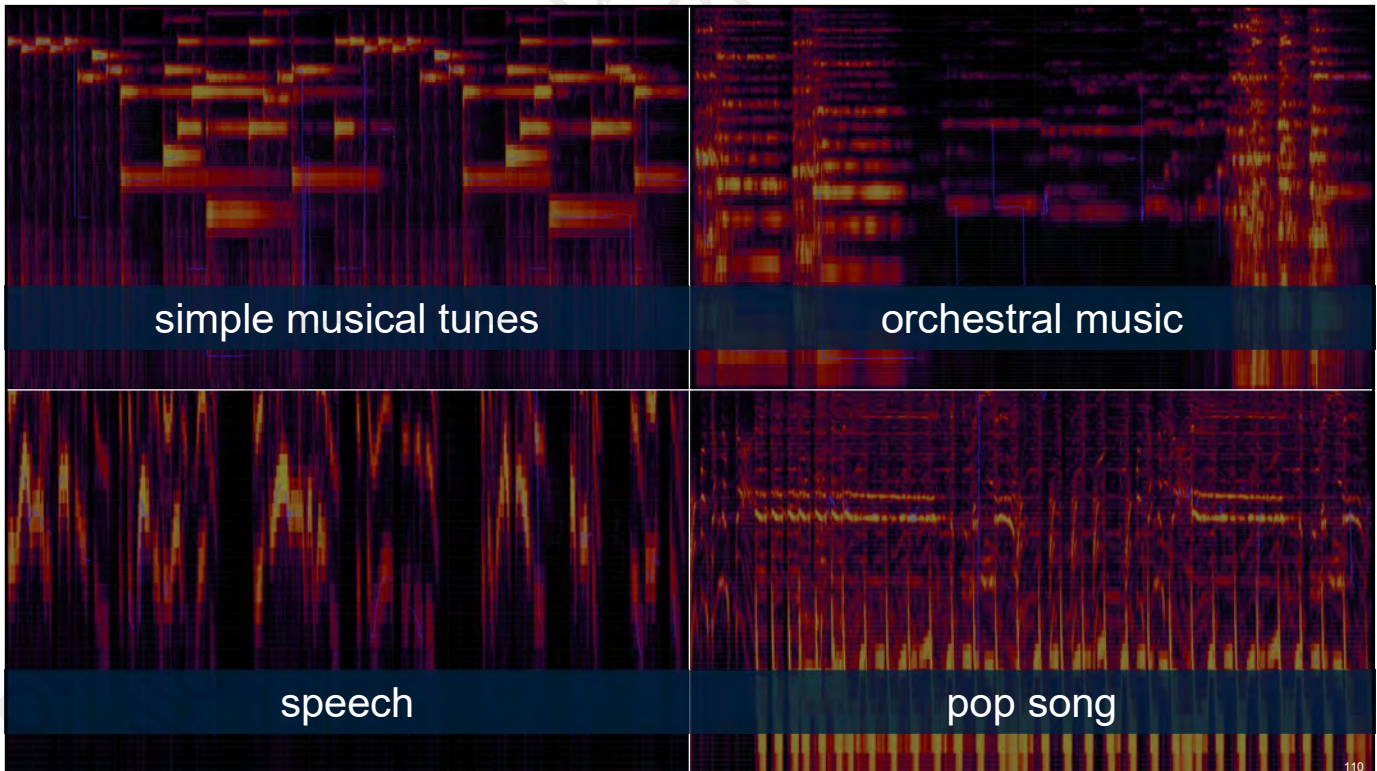 simple musical tunes
orchestral music
speech
pop song
110